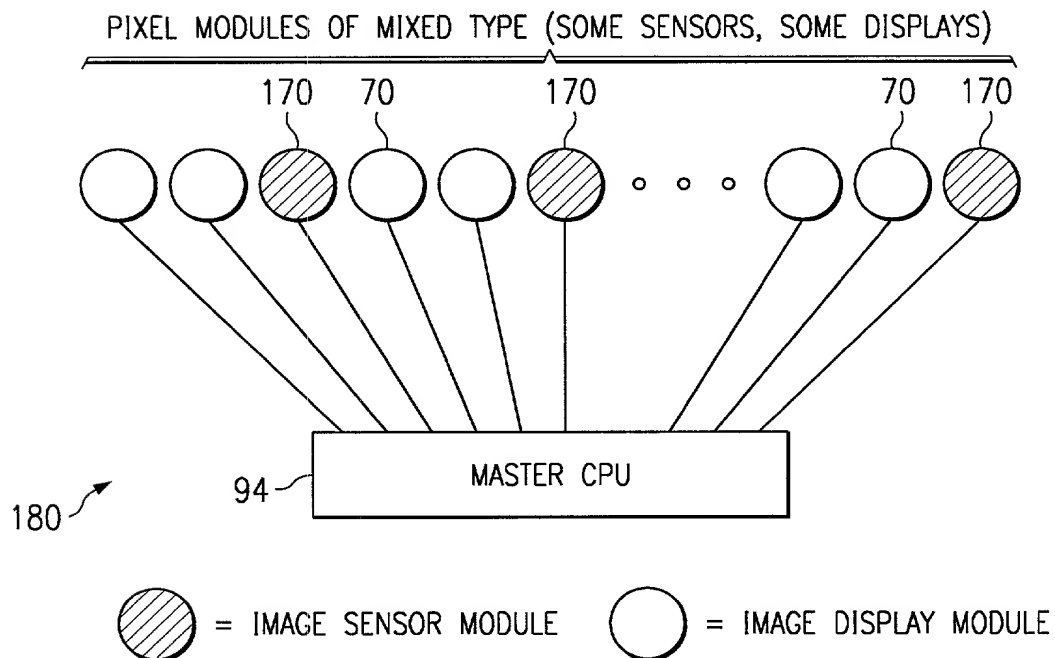 PIXEL MODULES OF MIXED TYPE (SOME SENSORS, SOME DISPLAYS)
170 70 170 70 170
MASTER CPU
94
180
= IMAGE SENSOR MODULE = IMAGE DISPLAY MODULE